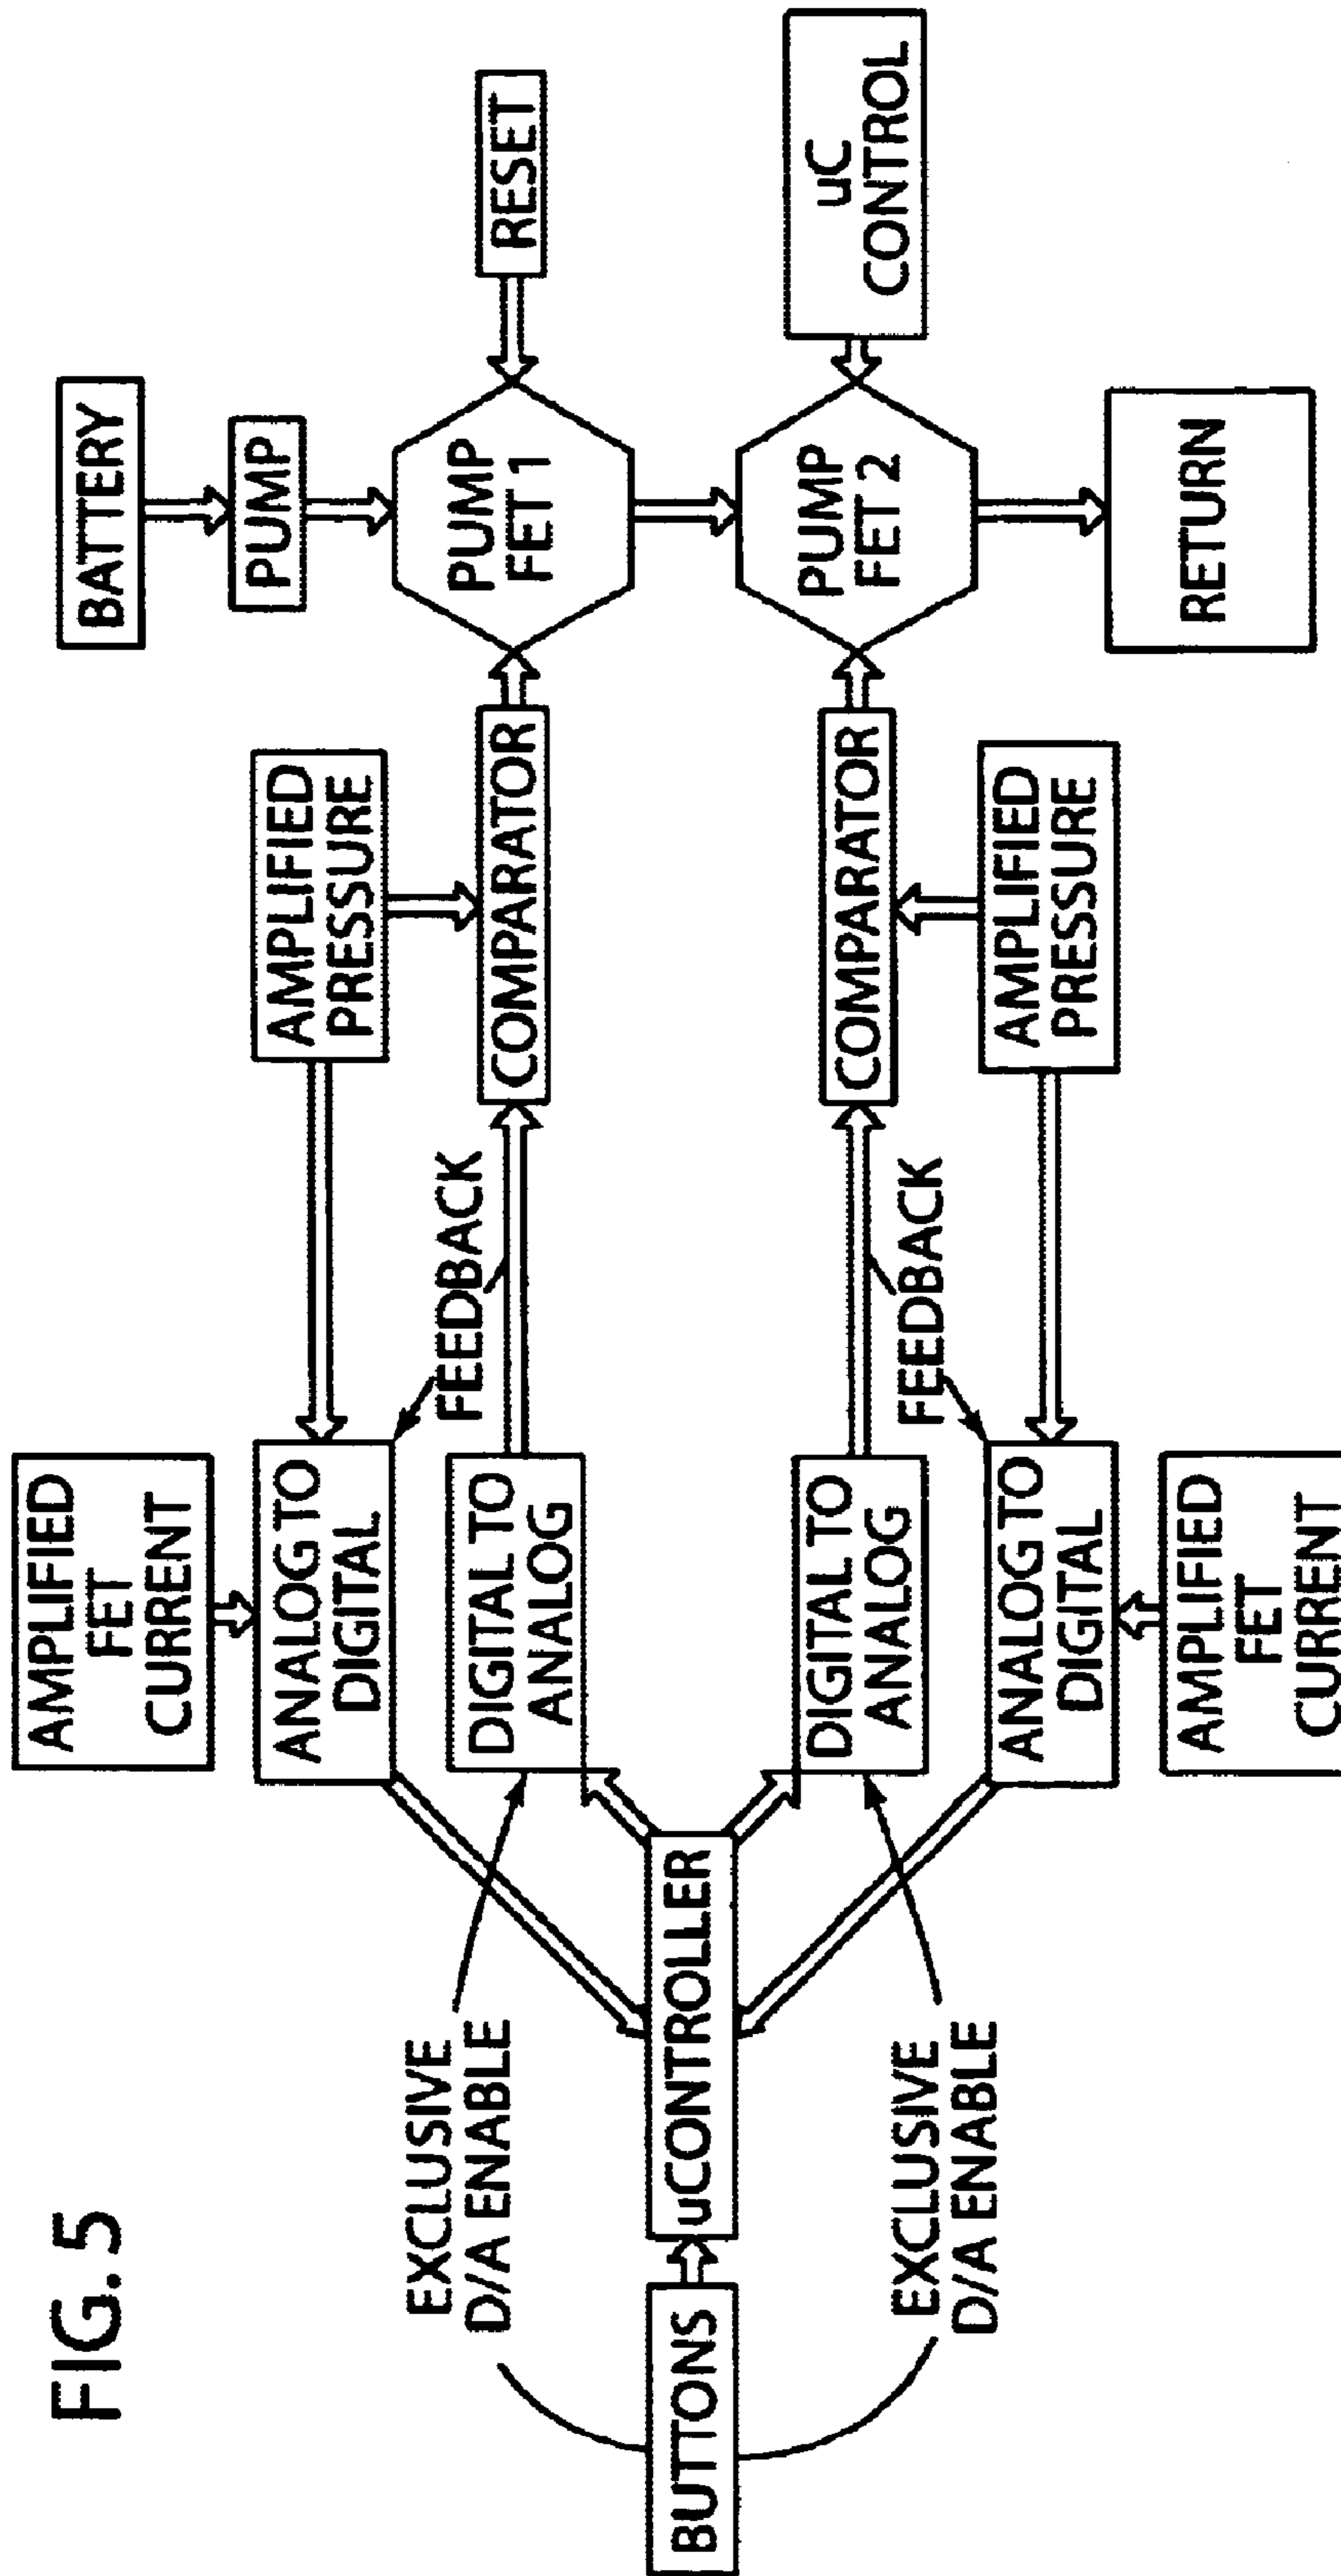 FIG. 5
BATTERY
PUMP
PUMP
FET 1
RESET
PUMP
FET 2
uC
CONTROL
RETURN
AMPLIFIED
PRESSURE
COMPARATOR
COMPARATOR
AMPLIFIED
PRESSURE
FEEDBACK
FEEDBACK
AMPLIFIED
FET
CURRENT
ANALOG TO
DIGITAL
DIGITAL TO
ANALOG
DIGITAL TO
ANALOG
ANALOG TO
DIGITAL
AMPLIFIED
FET
CURRENT
EXCLUSIVE
D/A ENABLE
uCONTROLLER
EXCLUSIVE
D/A ENABLE
BUTTONS